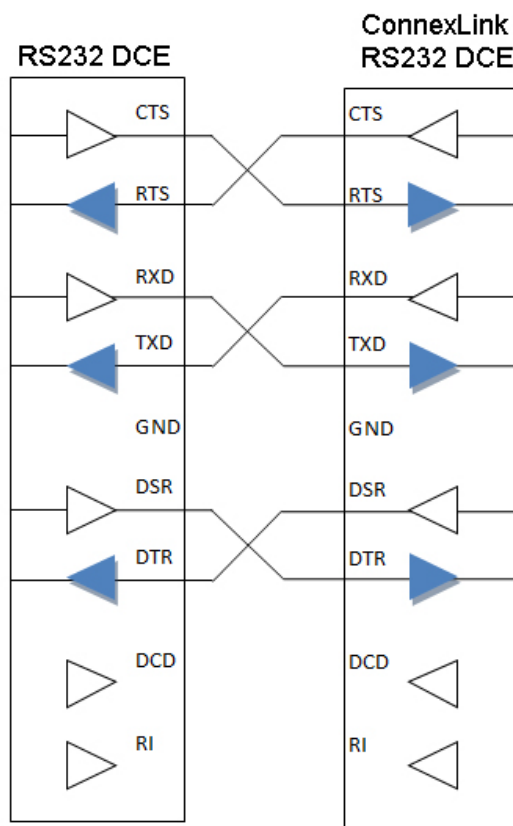 RS232 DCE
ConnexLink
RS232 DCE
CTS
CTS
RTS
RTS
RXD
RXD
TXD
TXD
GND
GND
DSR
DSR
DTR
DTR
DCD
DCD
RI
RI